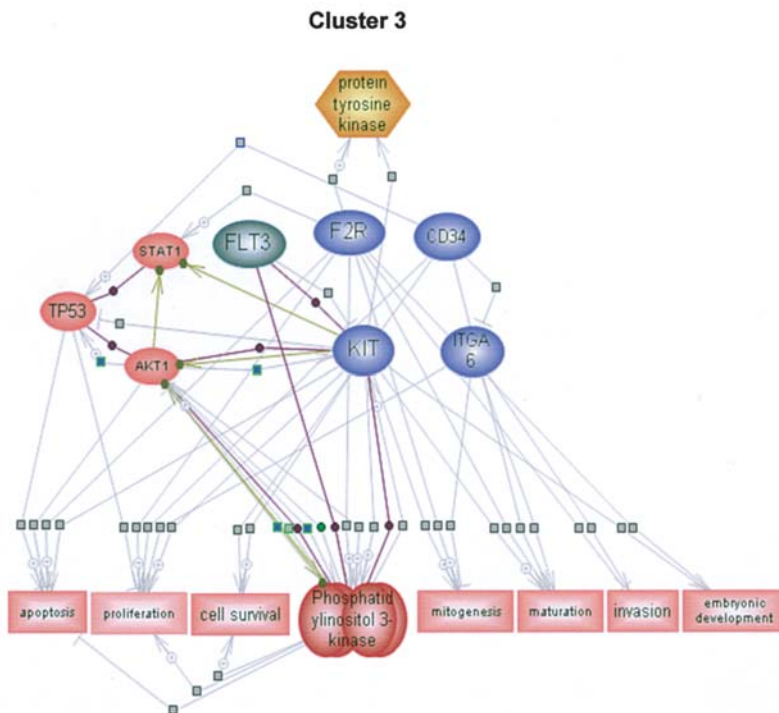 Cluster 3
protein
tyrosine
kinase
F2R
CD34
STAT1
FLT3
TP53
KIT
ITGA
6
AKT1
apoptosis
proliferation
cell survival
Phosphatid
ylinositol 3-
kinase
mitogenesis
maturation
invasion
embryonic
development